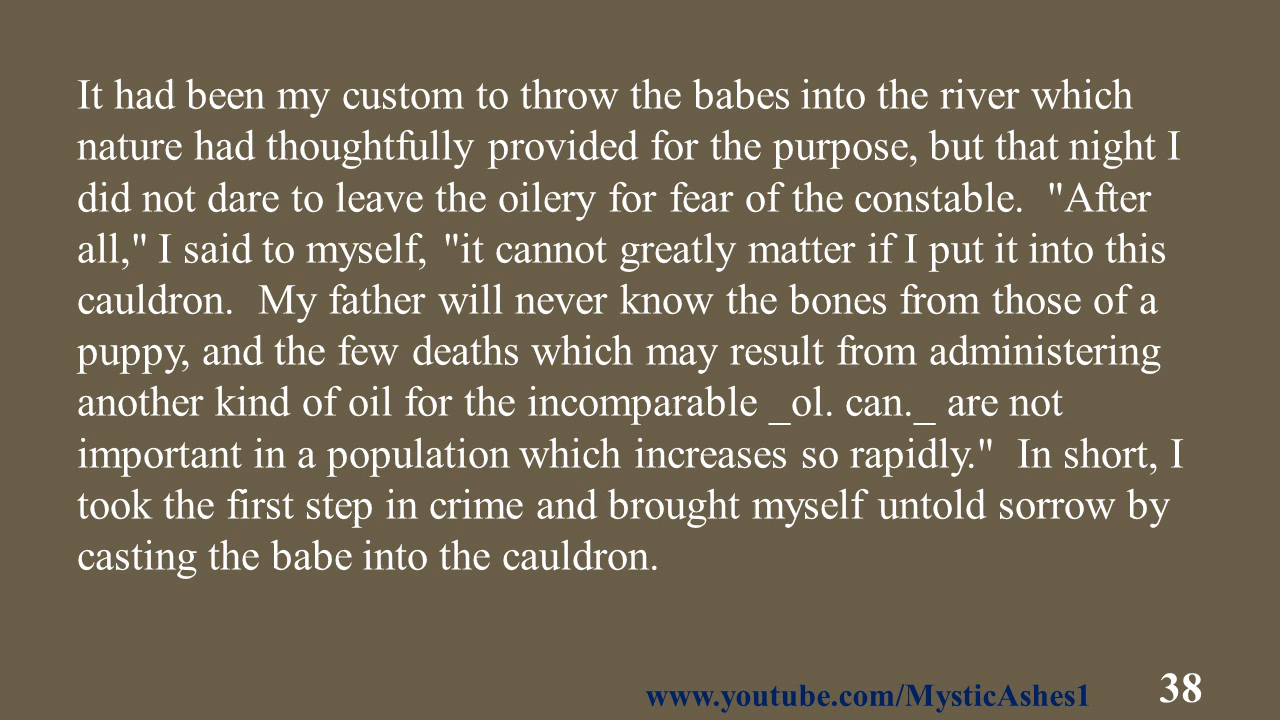 It had been my custom to throw the babes into the river which
nature had thoughtfully provided for the purpose, but that night I
did not dare to leave the oilery for fear of the constable.  "After
all," I said to myself, "it cannot greatly matter if I put it into this
cauldron.  My father will never know the bones from those of a
puppy, and the few deaths which may result from administering
another kind of oil for the incomparable _ol. can._ are not
important in a population which increases so rapidly."  In short, I
took the first step in crime and brought myself untold sorrow by
casting the babe into the cauldron.
www.youtube.com/MysticAshes1
38